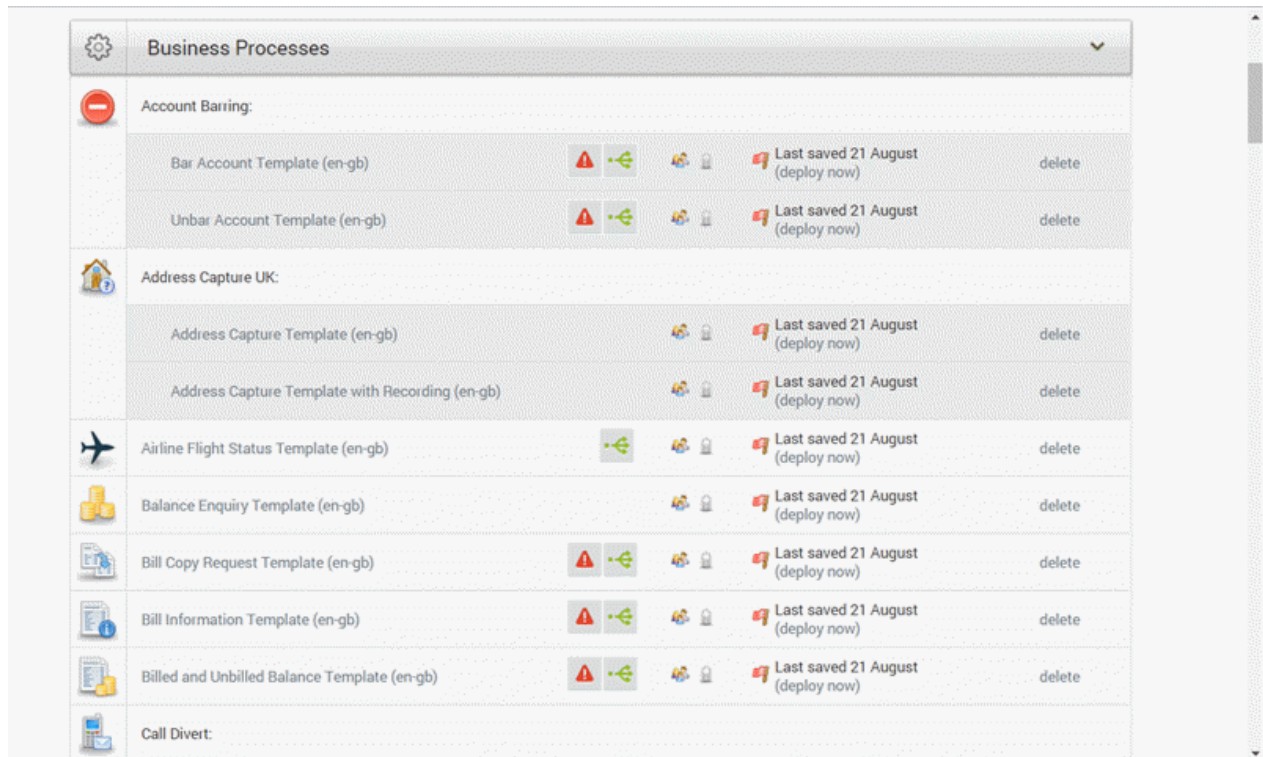 Business Processes
Account Barring:
Bar Account Template (en-gb)
Last saved 21 August
(deploy now)
delete
Unbar Account Template (en-gb)
Last saved 21 August
(deploy now)
delete
Address Capture UK:
Address Capture Template (en-gb)
Last saved 21 August
(deploy now)
delete
Address Capture Template with Recording (en-gb)
Last saved 21 August
(deploy now)
delete
Airline Flight Status Template (en-gb)
Last saved 21 August
(deploy now)
delete
Balance Enquiry Template (en-gb)
Last saved 21 August
(deploy now)
delete
Bill Copy Request Template (en-gb)
Last saved 21 August
(deploy now)
delete
Bill Information Template (en-gb)
Last saved 21 August
(deploy now)
delete
Billed and Unbilled Balance Template (en-gb)
Last saved 21 August
(deploy now)
delete
Call Divert: